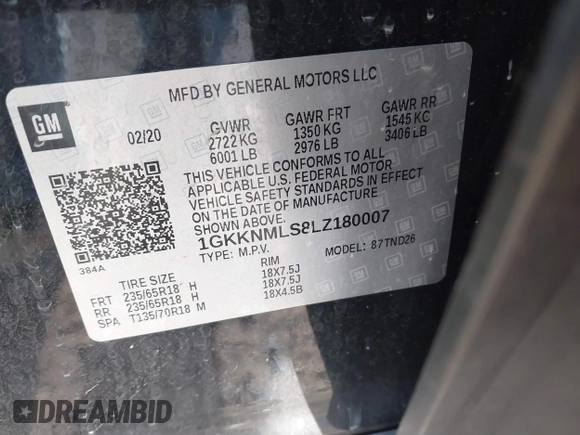 MFD BY GENERAL MOTORS LLC
GM
02/20
GVWR
2722 KG
6001 LB
GAWR FRT
1350 KG
2976 LB
GAWR RR
1545 KG
3406 LB
THIS VEHICLE CONFORMS TO ALL
APPLICABLE U.S. FEDERAL MOTOR
VEHICLE SAFETY STANDARDS IN EFFECT
ON THE DATE OF MANUFACTURE SHOWN ABOVE
1GKKNMLS8LZ180007
TYPE: M.P.V. MODEL: 87TND26
384A
TIRE SIZE RIM
FRT 235/65R18 H 18X7.5J
RR 235/65R18 H 18X7.5J
SPA T135/70R18 M 18X4.5B
DREAMBID